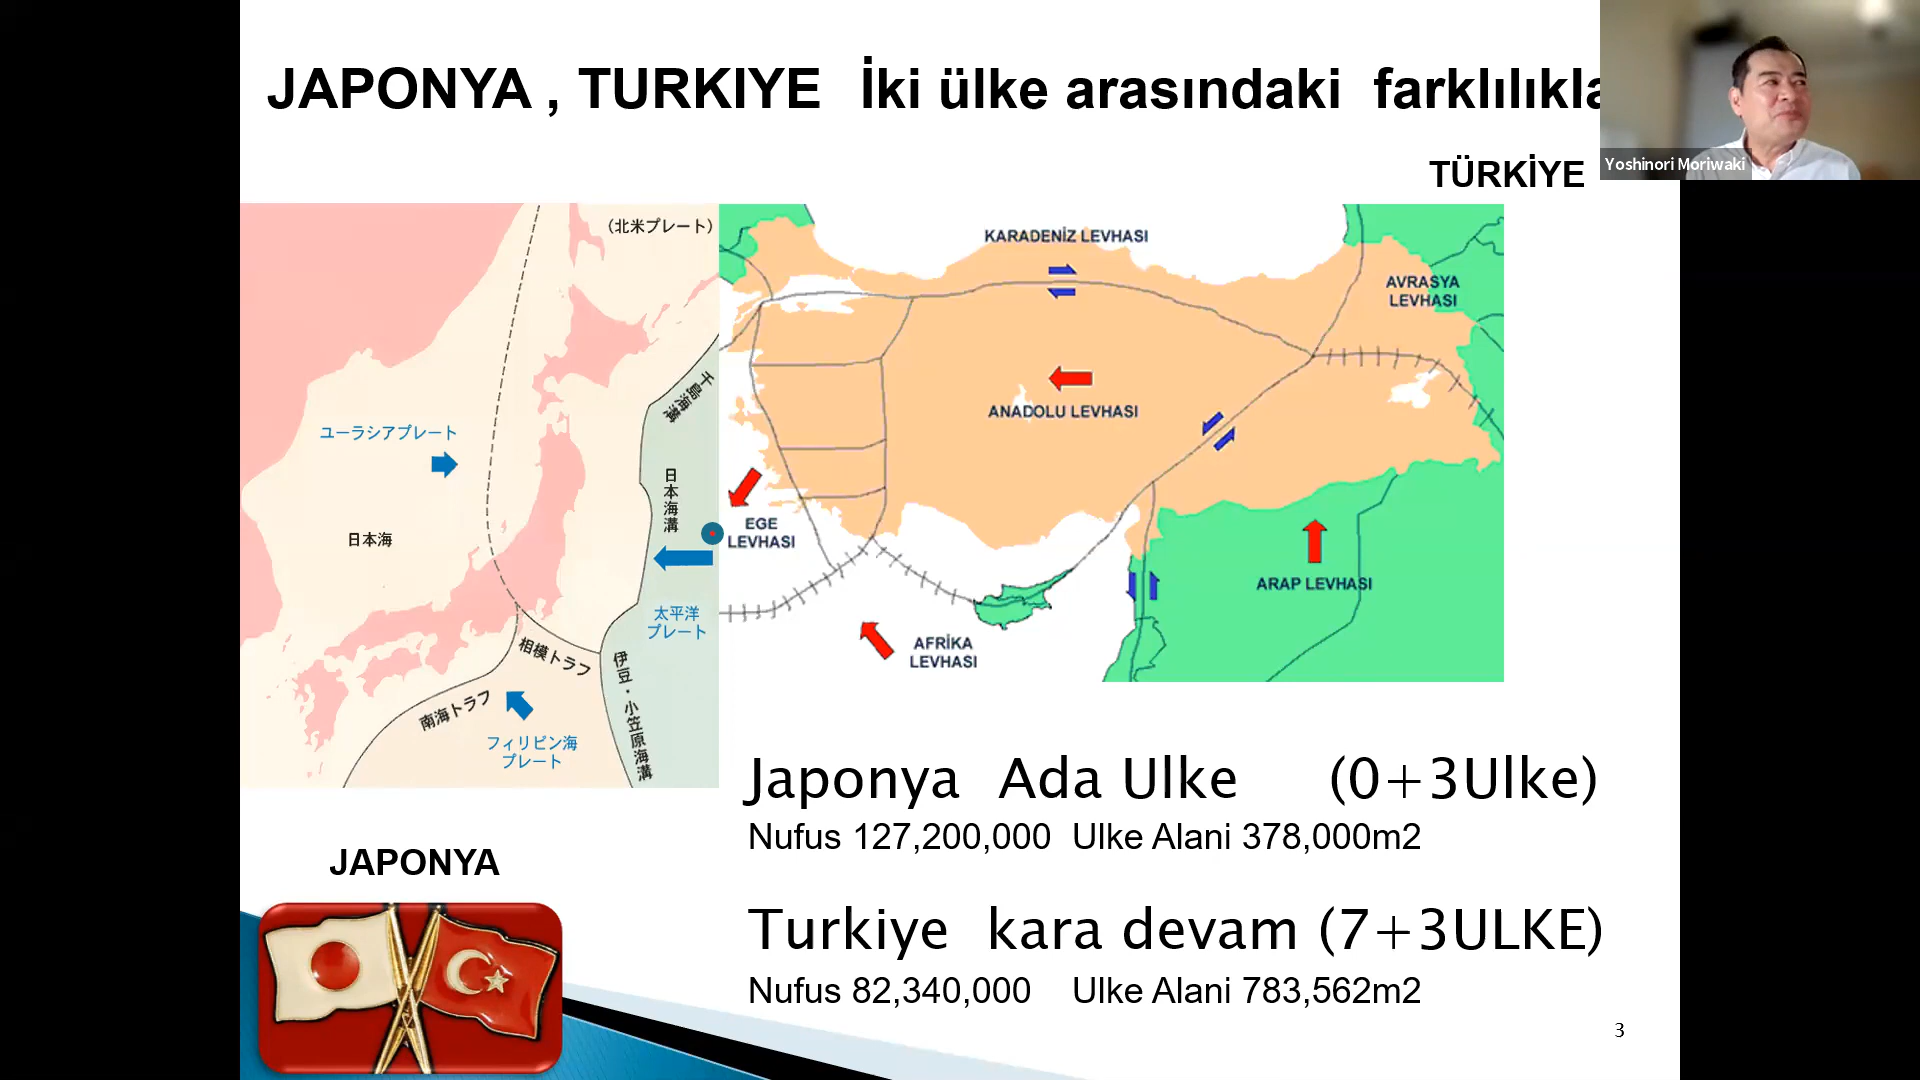 JAPONYA , TURKIYE İki ülke arasındaki farklılıkla
Yoshinori Moriwaki
TÜRKİYE
(北米プレート)
千島海溝
ユーラシアプレート
日本海溝
日本海
太平洋
プレート
相模トラフ
伊豆・小笠原海溝
南海トラフ
フィリピン海
プレート
KARADENİZ LEVHASI
AVRASYA
LEVHASI
ANADOLU LEVHASI
EGE
LEVHASI
ARAP LEVHASI
AFRİKA
LEVHASI
Japonya Ada Ulke (0+3Ulke)
Nufus 127,200,000 Ulke Alani 378,000m2
JAPONYA
Turkiye kara devam (7+3ULKE)
Nufus 82,340,000 Ulke Alani 783,562m2
3